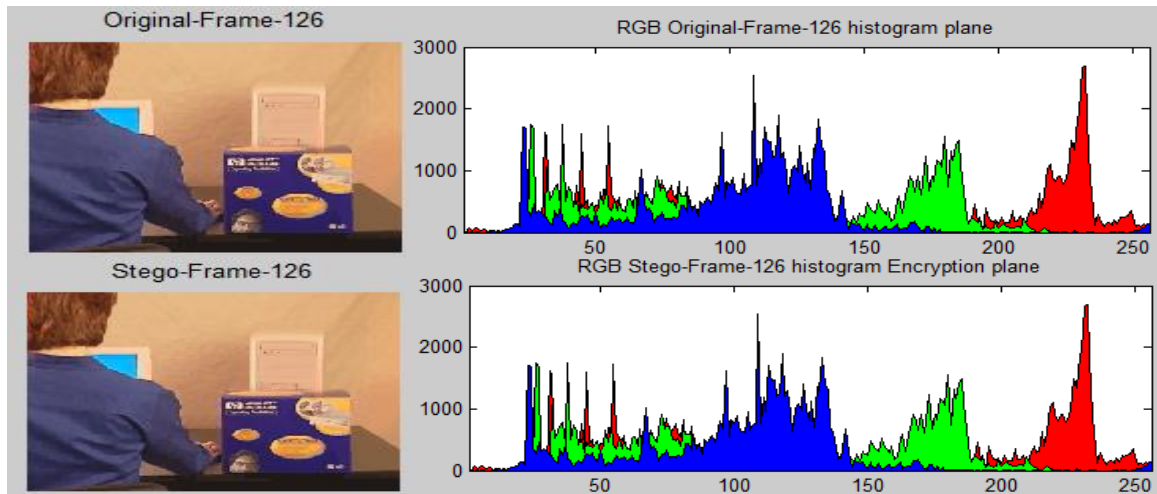 Original-Frame-126
RGB Original-Frame-126 histogram plane
3000
2000
1000
0
50 100 150 200 250
Stego-Frame-126
RGB Stego-Frame-126 histogram Encryption plane
3000
2000
1000
0
50 100 150 200 250